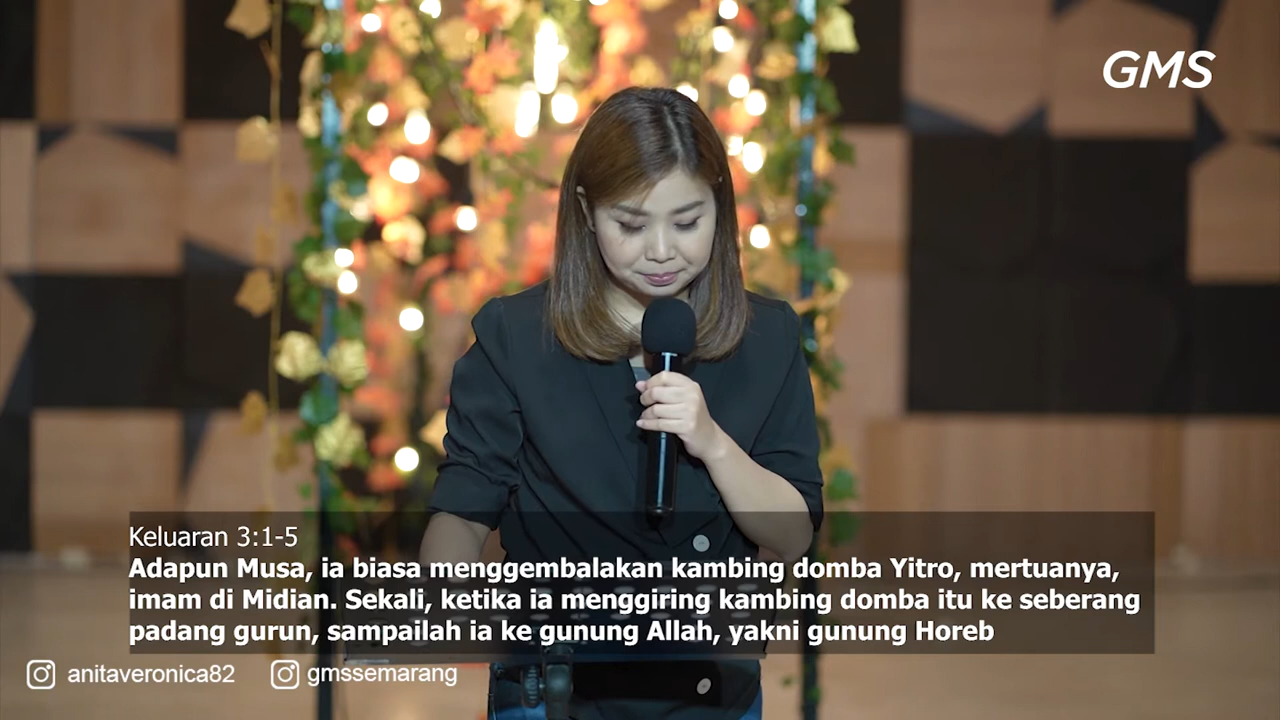 GMS
Keluaran 3:1-5
Adapun Musa, ia biasa menggembalakan kambing domba Yitro, mertuanya,
imam di Midian. Sekali, ketika ia menggiring kambing domba itu ke seberang
padang gurun, sampailah ia ke gunung Allah, yakni gunung Horeb
anitaveronica82 gmssemarang